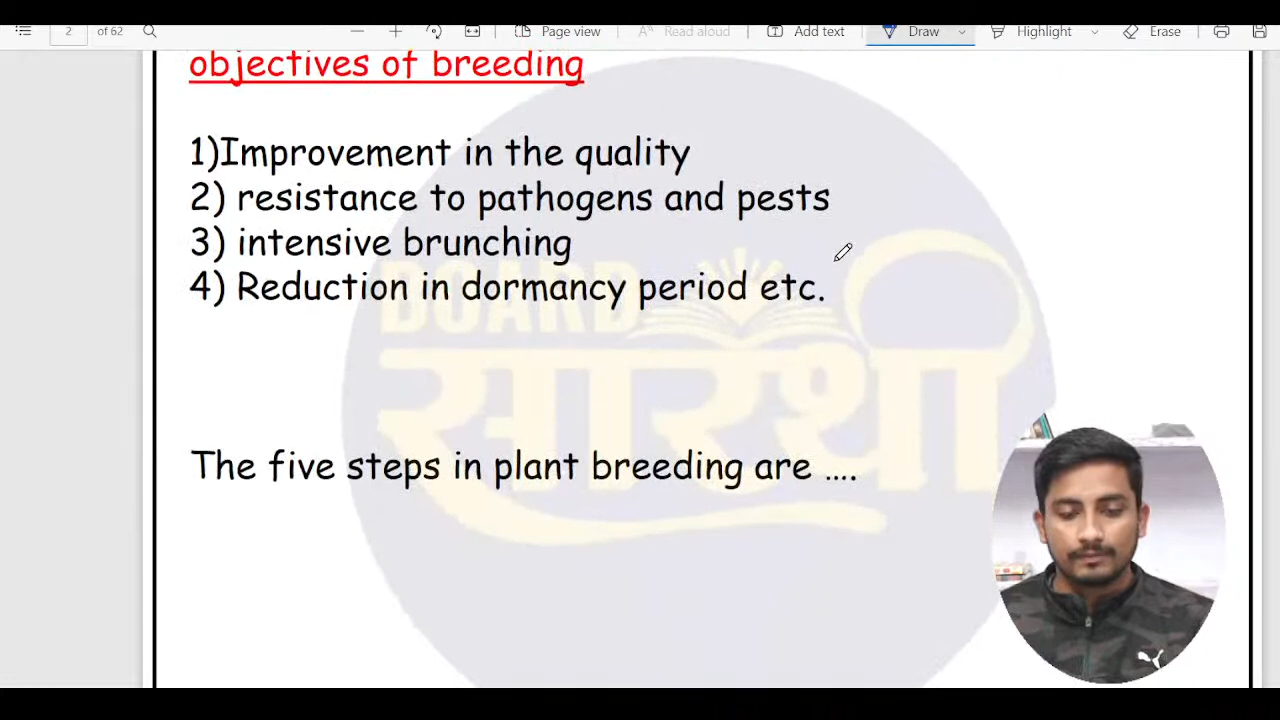 2 of 62 Page view Read aloud Add text Draw Highlight Erase
objectives of breeding
1)Improvement in the quality
2) resistance to pathogens and pests
3) intensive brunching
4) Reduction in dormancy period etc.
BOARD
सारथी
The five steps in plant breeding are ....